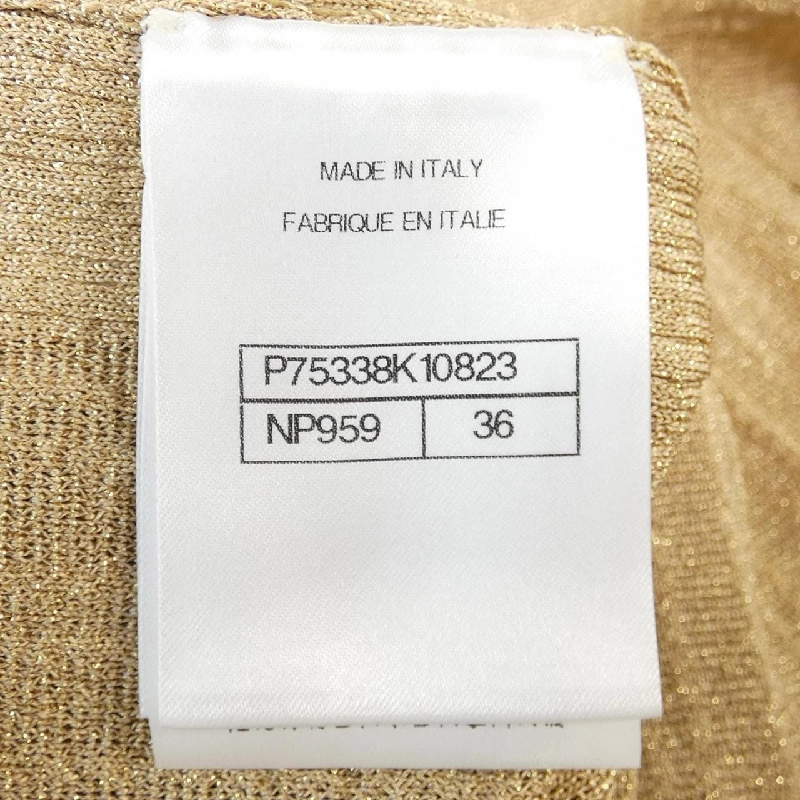 MADE IN ITALY
FABRIQUE EN ITALIE
P75338K10823
NP959 36